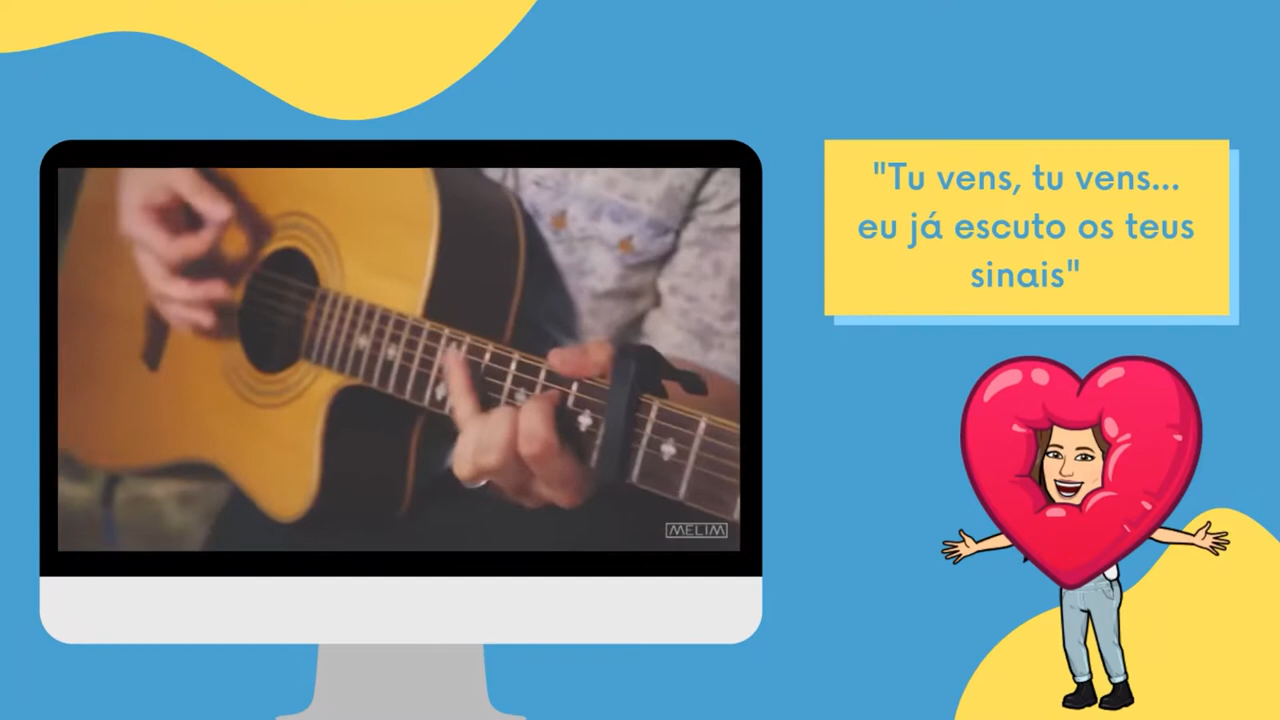 "Tu vens, tu vens...
eu já escuto os teus
sinais"
MELIM